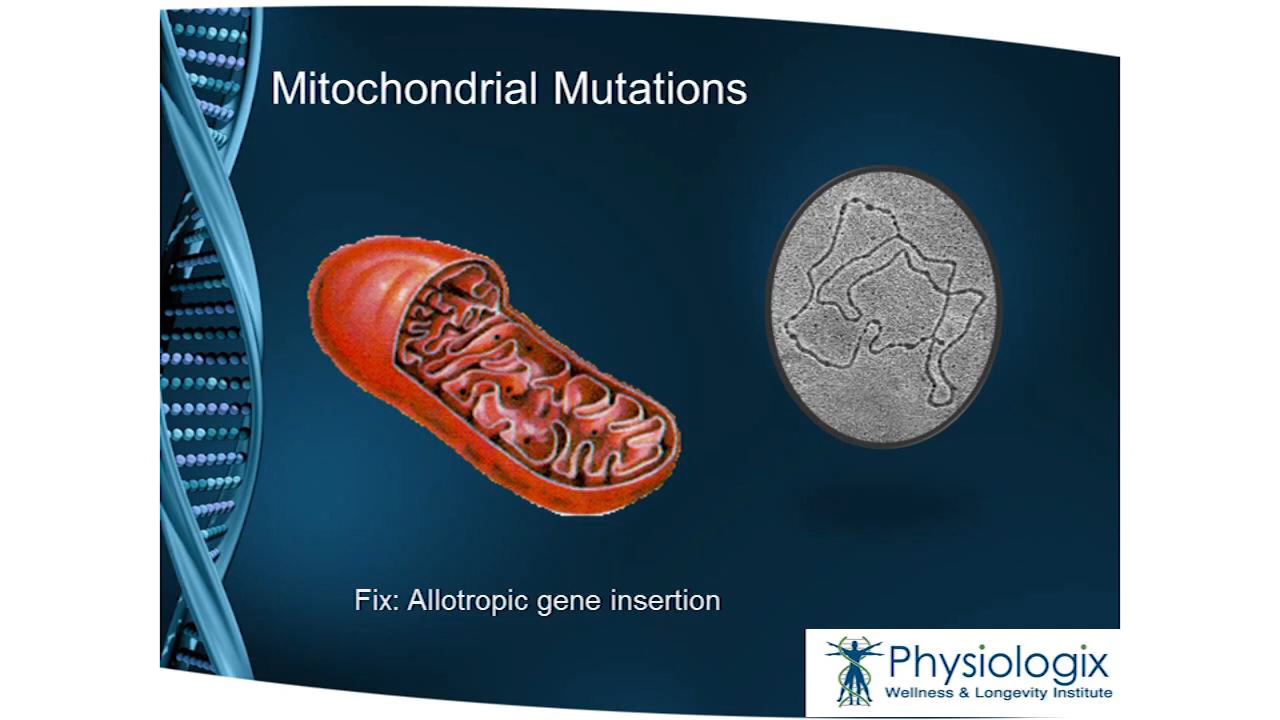 Mitochondrial Mutations
Fix: Allotropic gene insertion
Physiologix
Wellness & Longevity Institute